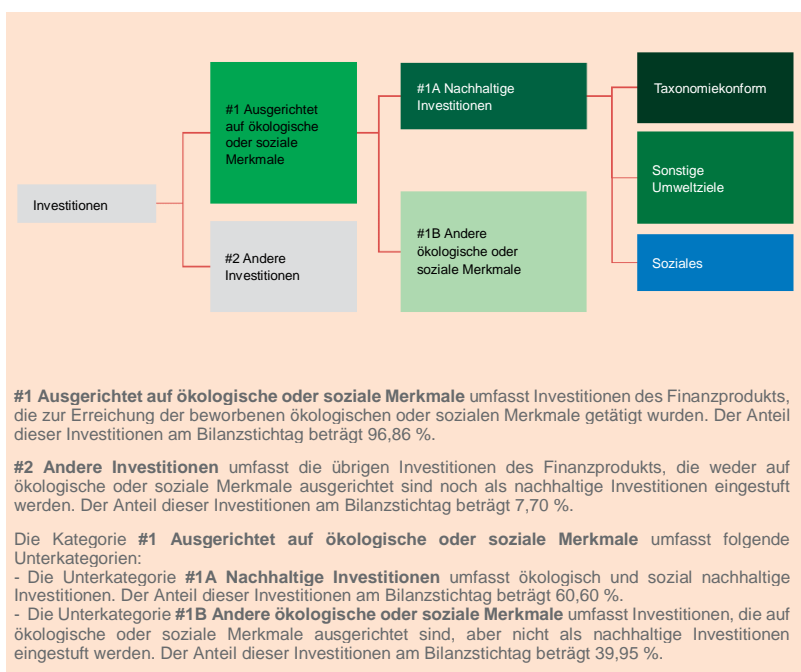 Investitionen
#1 Ausgerichtet
auf ökologische
oder soziale
Merkmale
#2 Andere
Investitionen
#1A Nachhaltige
Investitionen
#1B Andere
ökologische oder
soziale Merkmale
Taxonomiekonform
Sonstige
Umweltziele
Soziales
#1 Ausgerichtet auf ökologische oder soziale Merkmale umfasst Investitionen des Finanzprodukts,
die zur Erreichung der beworbenen ökologischen oder sozialen Merkmale getätigt wurden. Der Anteil
dieser Investitionen am Bilanzstichtag beträgt 96,86 %.
#2 Andere Investitionen umfasst die übrigen Investitionen des Finanzprodukts, die weder auf
ökologische oder soziale Merkmale ausgerichtet sind noch als nachhaltige Investitionen eingestuft
werden. Der Anteil dieser Investitionen am Bilanzstichtag beträgt 7,70 %.
Die Kategorie #1 Ausgerichtet auf ökologische oder soziale Merkmale umfasst folgende
Unterkategorien:
- Die Unterkategorie #1A Nachhaltige Investitionen umfasst ökologisch und sozial nachhaltige
Investitionen. Der Anteil dieser Investitionen am Bilanzstichtag beträgt 60,60 %.
- Die Unterkategorie #1B Andere ökologische oder soziale Merkmale umfasst Investitionen, die auf
ökologische oder soziale Merkmale ausgerichtet sind, aber nicht als nachhaltige Investitionen
eingestuft werden. Der Anteil dieser Investitionen am Bilanzstichtag beträgt 39,95 %.